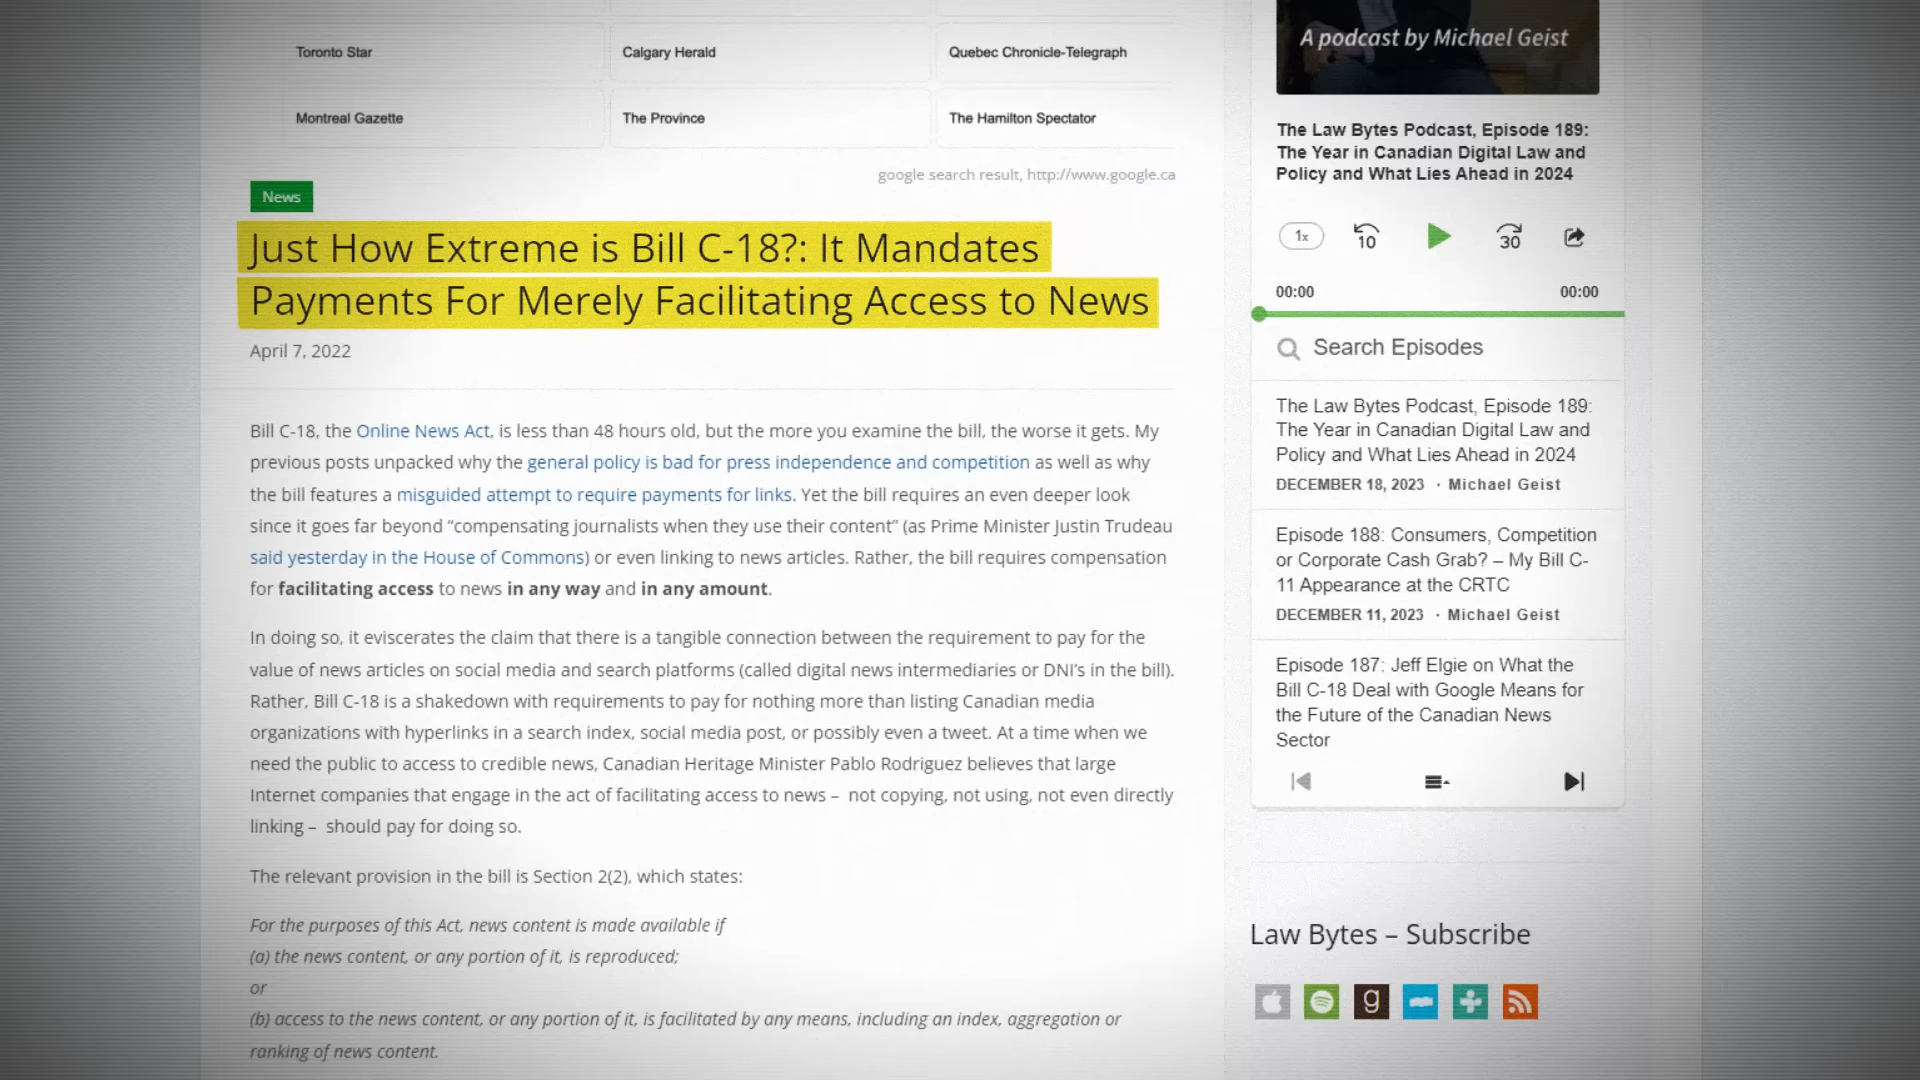 Toronto Star
Calgary Herald
Quebec Chronicle-Telegraph
Montreal Gazette
The Province
The Hamilton Spectator
google search result, http://www.google.ca
News
Just How Extreme is Bill C-18?: It Mandates
Payments For Merely Facilitating Access to News
April 7, 2022
Bill C-18, the Online News Act, is less than 48 hours old, but the more you examine the bill, the worse it gets. My
previous posts unpacked why the general policy is bad for press independence and competition as well as why
the bill features a misguided attempt to require payments for links. Yet the bill requires an even deeper look
since it goes far beyond “compensating journalists when they use their content” (as Prime Minister Justin Trudeau
said yesterday in the House of Commons) or even linking to news articles. Rather, the bill requires compensation
for facilitating access to news in any way and in any amount.
In doing so, it eviscerates the claim that there is a tangible connection between the requirement to pay for the
value of news articles on social media and search platforms (called digital news intermediaries or DNI’s in the bill).
Rather, Bill C-18 is a shakedown with requirements to pay for nothing more than listing Canadian media
organizations with hyperlinks in a search index, social media post, or possibly even a tweet. At a time when we
need the public to access to credible news, Canadian Heritage Minister Pablo Rodriguez believes that large
Internet companies that engage in the act of facilitating access to news – not copying, not using, not even directly
linking – should pay for doing so.
The relevant provision in the bill is Section 2(2), which states:
For the purposes of this Act, news content is made available if
(a) the news content, or any portion of it, is reproduced;
or
(b) access to the news content, or any portion of it, is facilitated by any means, including an index, aggregation or
ranking of news content.
A podcast by Michael Geist
The Law Bytes Podcast, Episode 189:
The Year in Canadian Digital Law and
Policy and What Lies Ahead in 2024
1x
10
30
00:00
00:00
Search Episodes
The Law Bytes Podcast, Episode 189:
The Year in Canadian Digital Law and
Policy and What Lies Ahead in 2024
DECEMBER 18, 2023 · Michael Geist
Episode 188: Consumers, Competition
or Corporate Cash Grab? – My Bill C-
11 Appearance at the CRTC
DECEMBER 11, 2023 · Michael Geist
Episode 187: Jeff Elgie on What the
Bill C-18 Deal with Google Means for
the Future of the Canadian News
Sector
Law Bytes – Subscribe